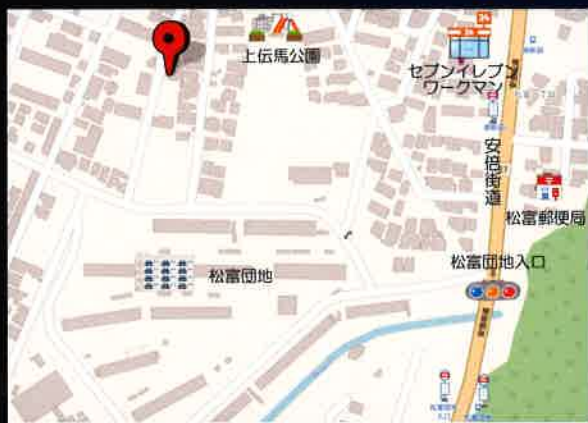 上伝馬公園
24
セブンイレブン
ワークマン
安倍街道
松富郵便局
松富団地入口
松富団地